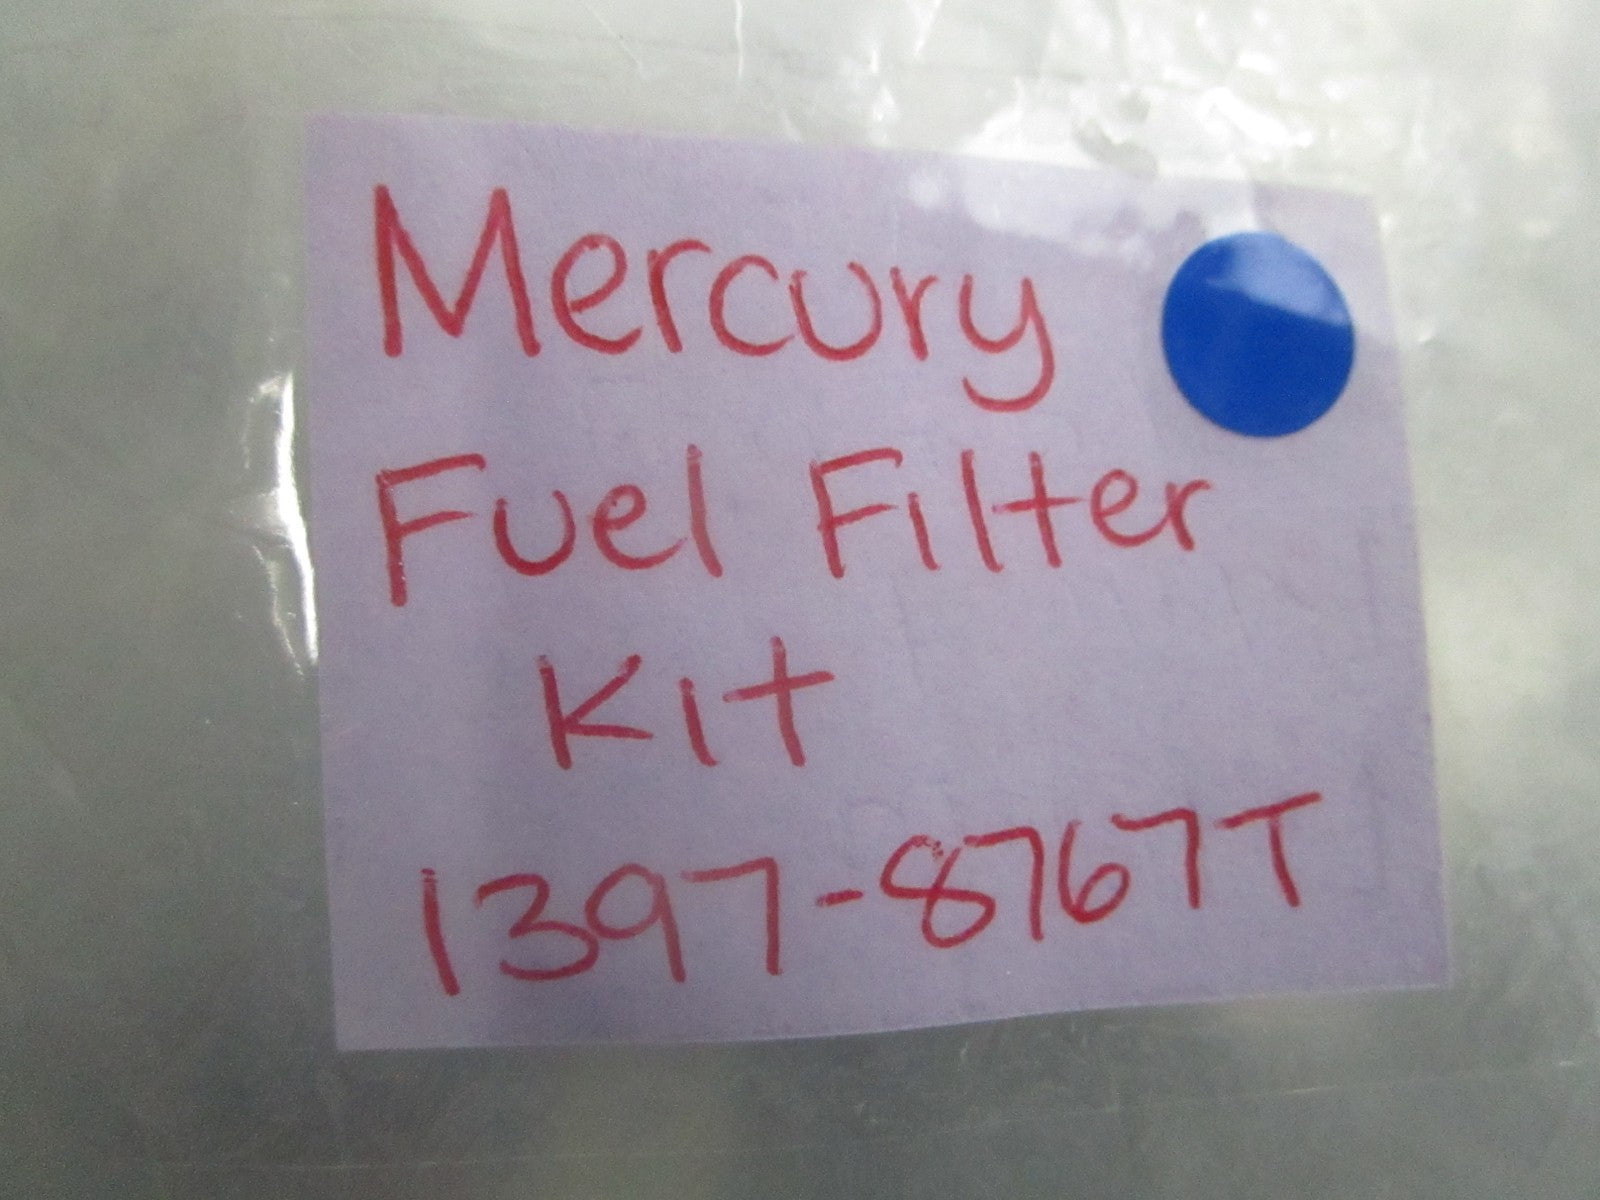 Mercury
Fuel Filter
Kit
1397-8767T